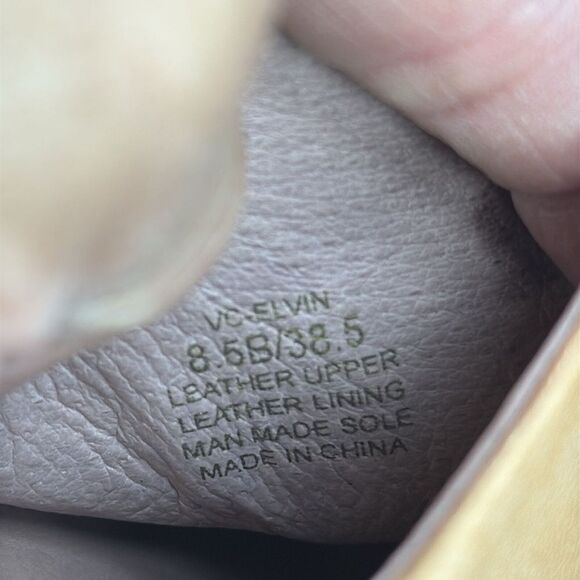 VC-ELVIN
8.5B/38.5
LEATHER UPPER
LEATHER LINING
MAN MADE SOLE
MADE IN CHINA